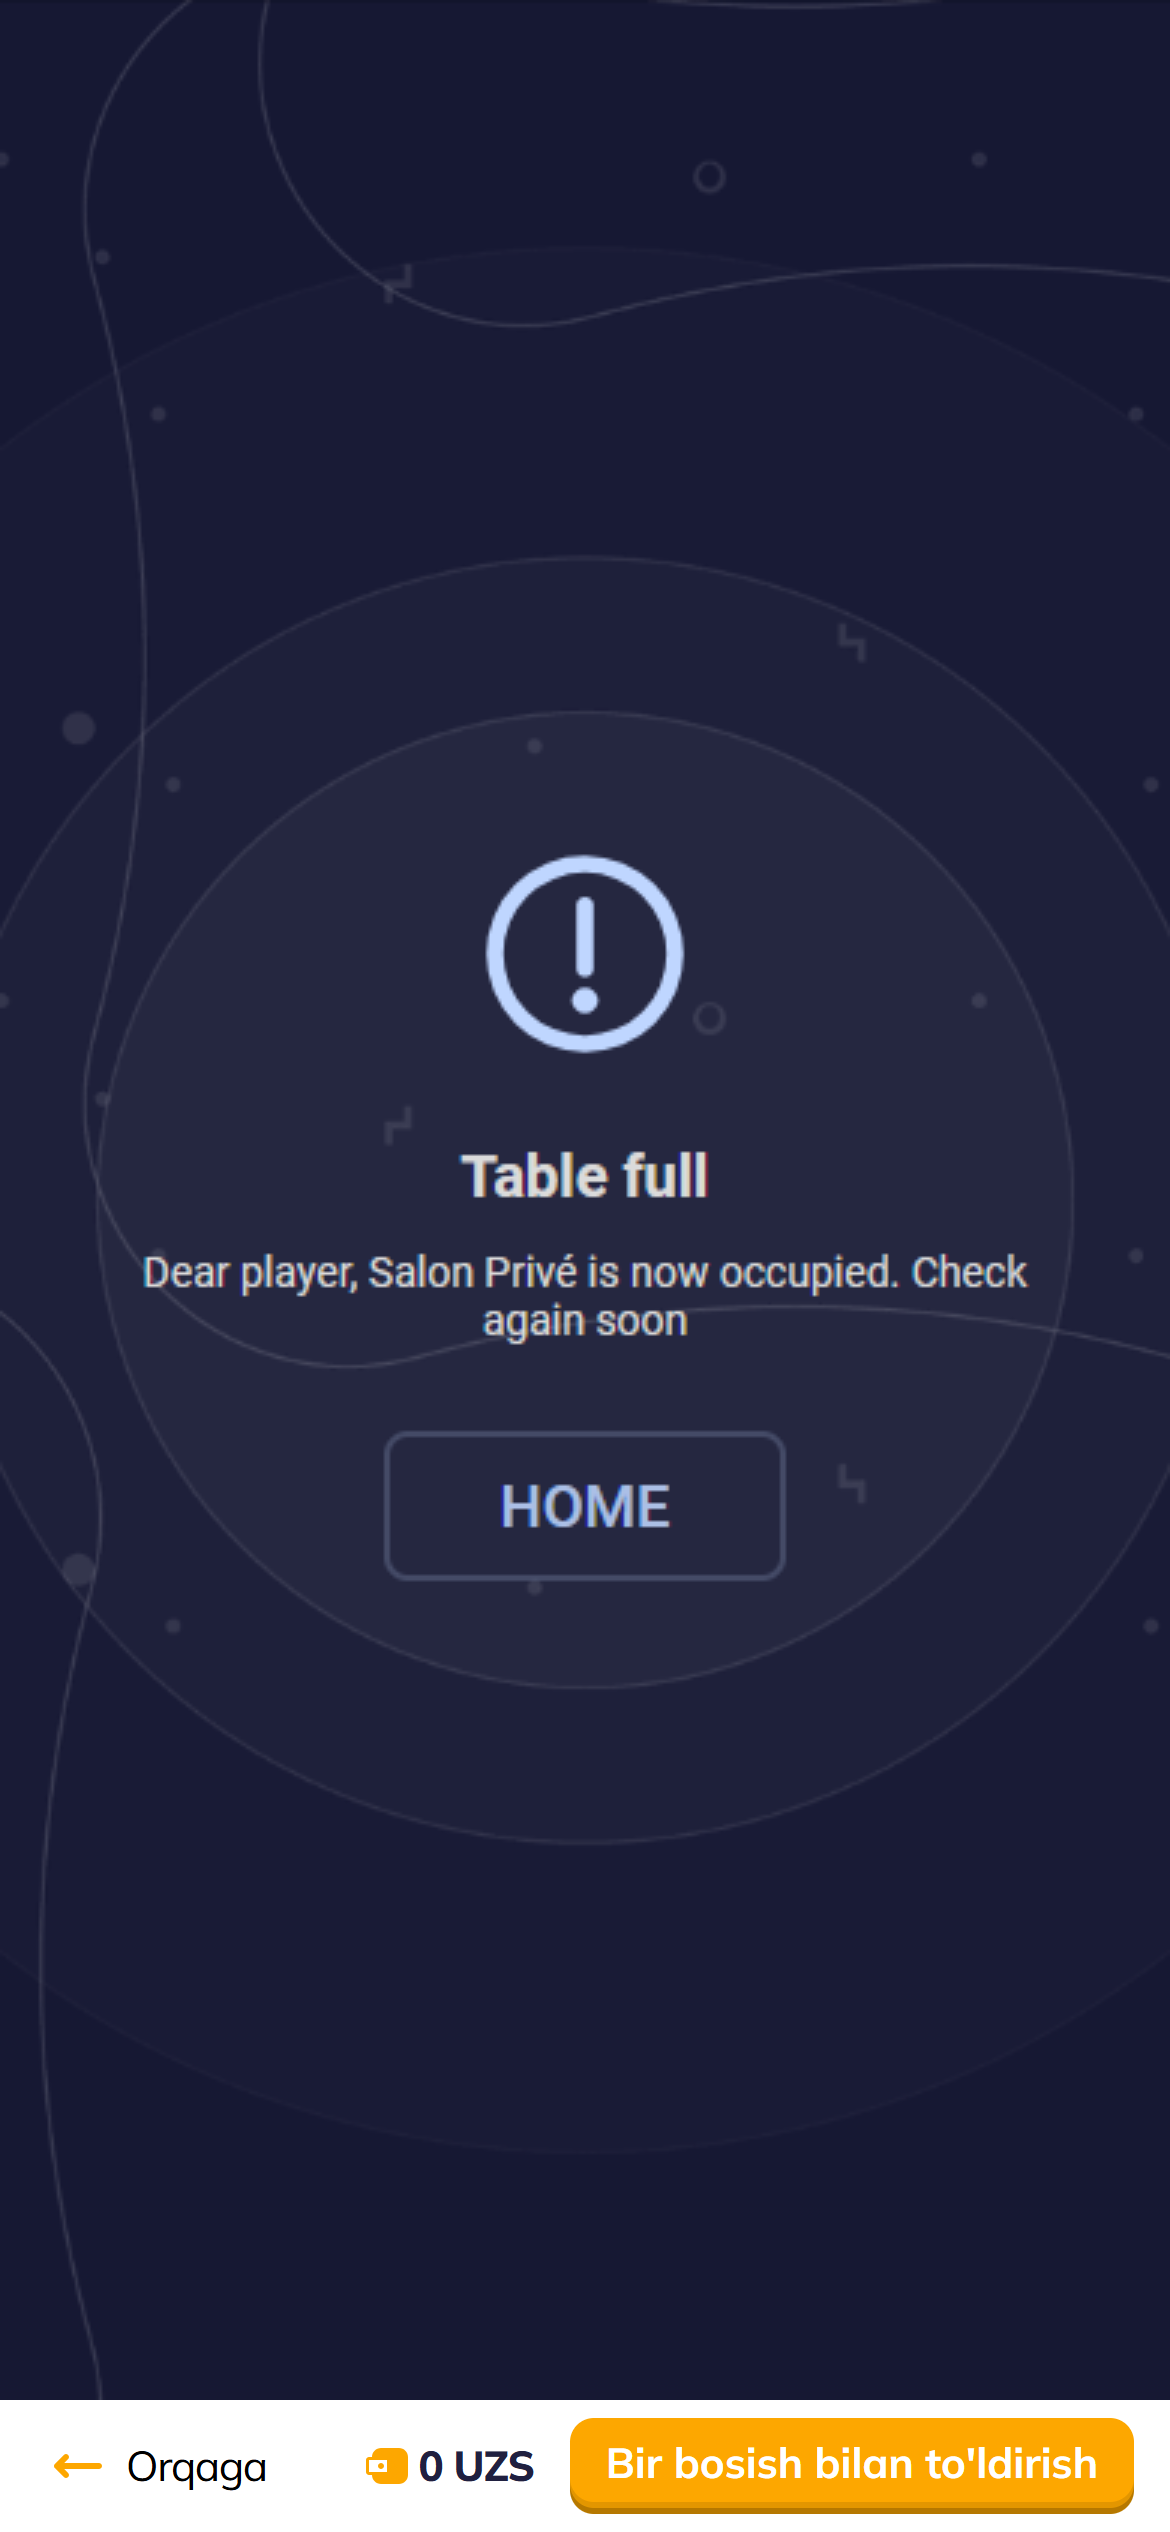 Table full
Dear player, Salon Privé is now occupied. Check
again soon
HOME
Orqaga
0 UZS
Bir bosish bilan to'ldirish